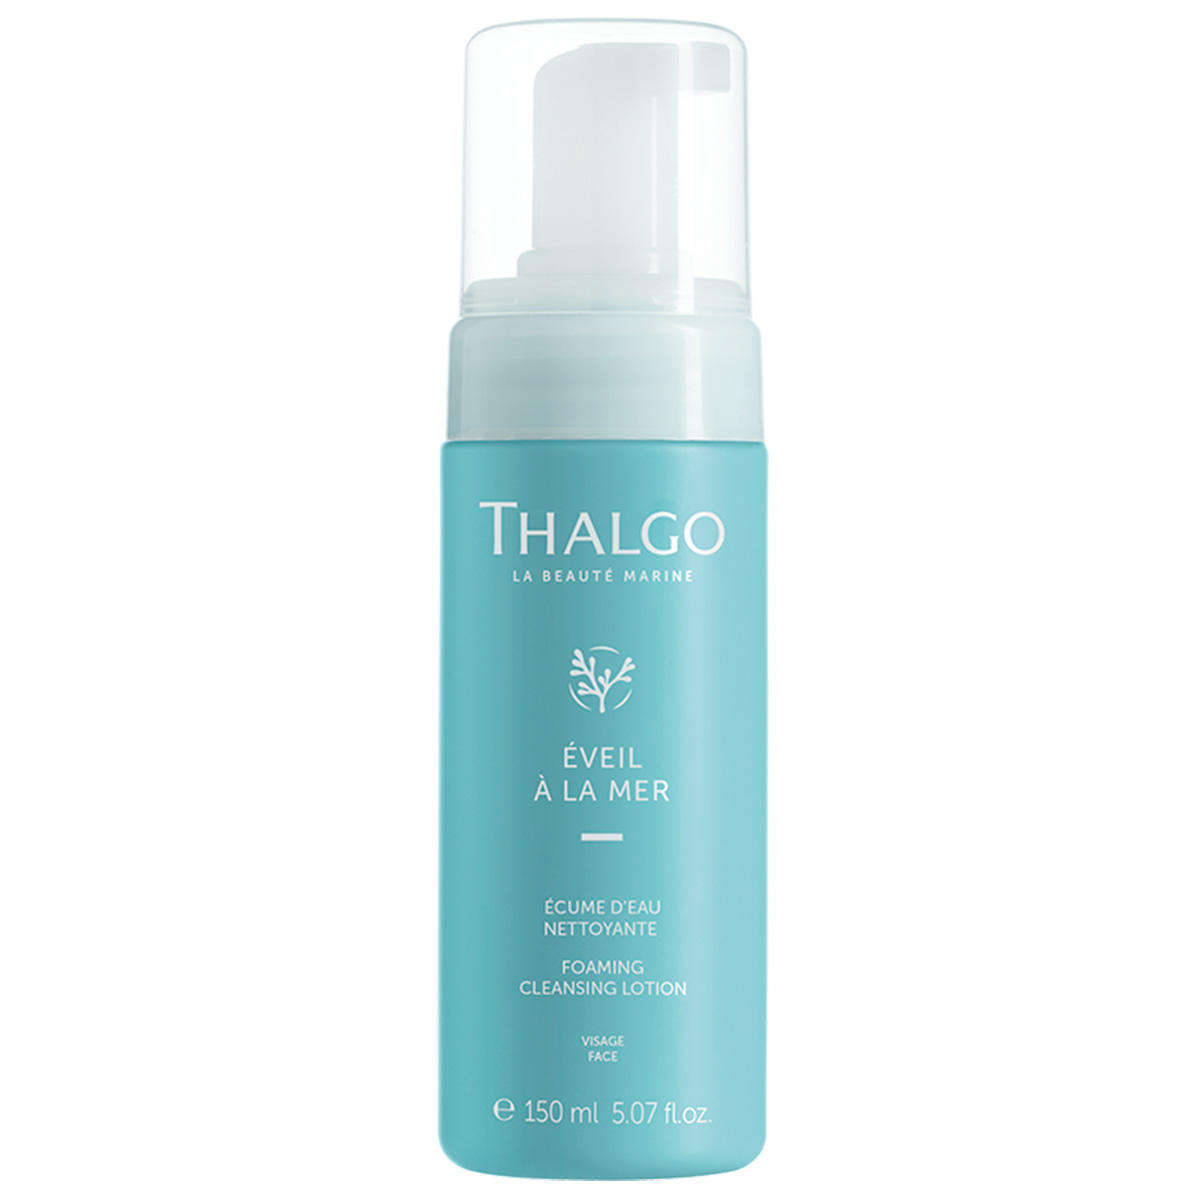 THALGO
LA BEAUTÉ MARINE
ÉVEIL
À LA MER
ÉCUME D'EAU
NETTOYANTE
FOAMING
CLEANSING LOTION
VISAGE
FACE
℮ 150 ml 5.07 fl.oz.